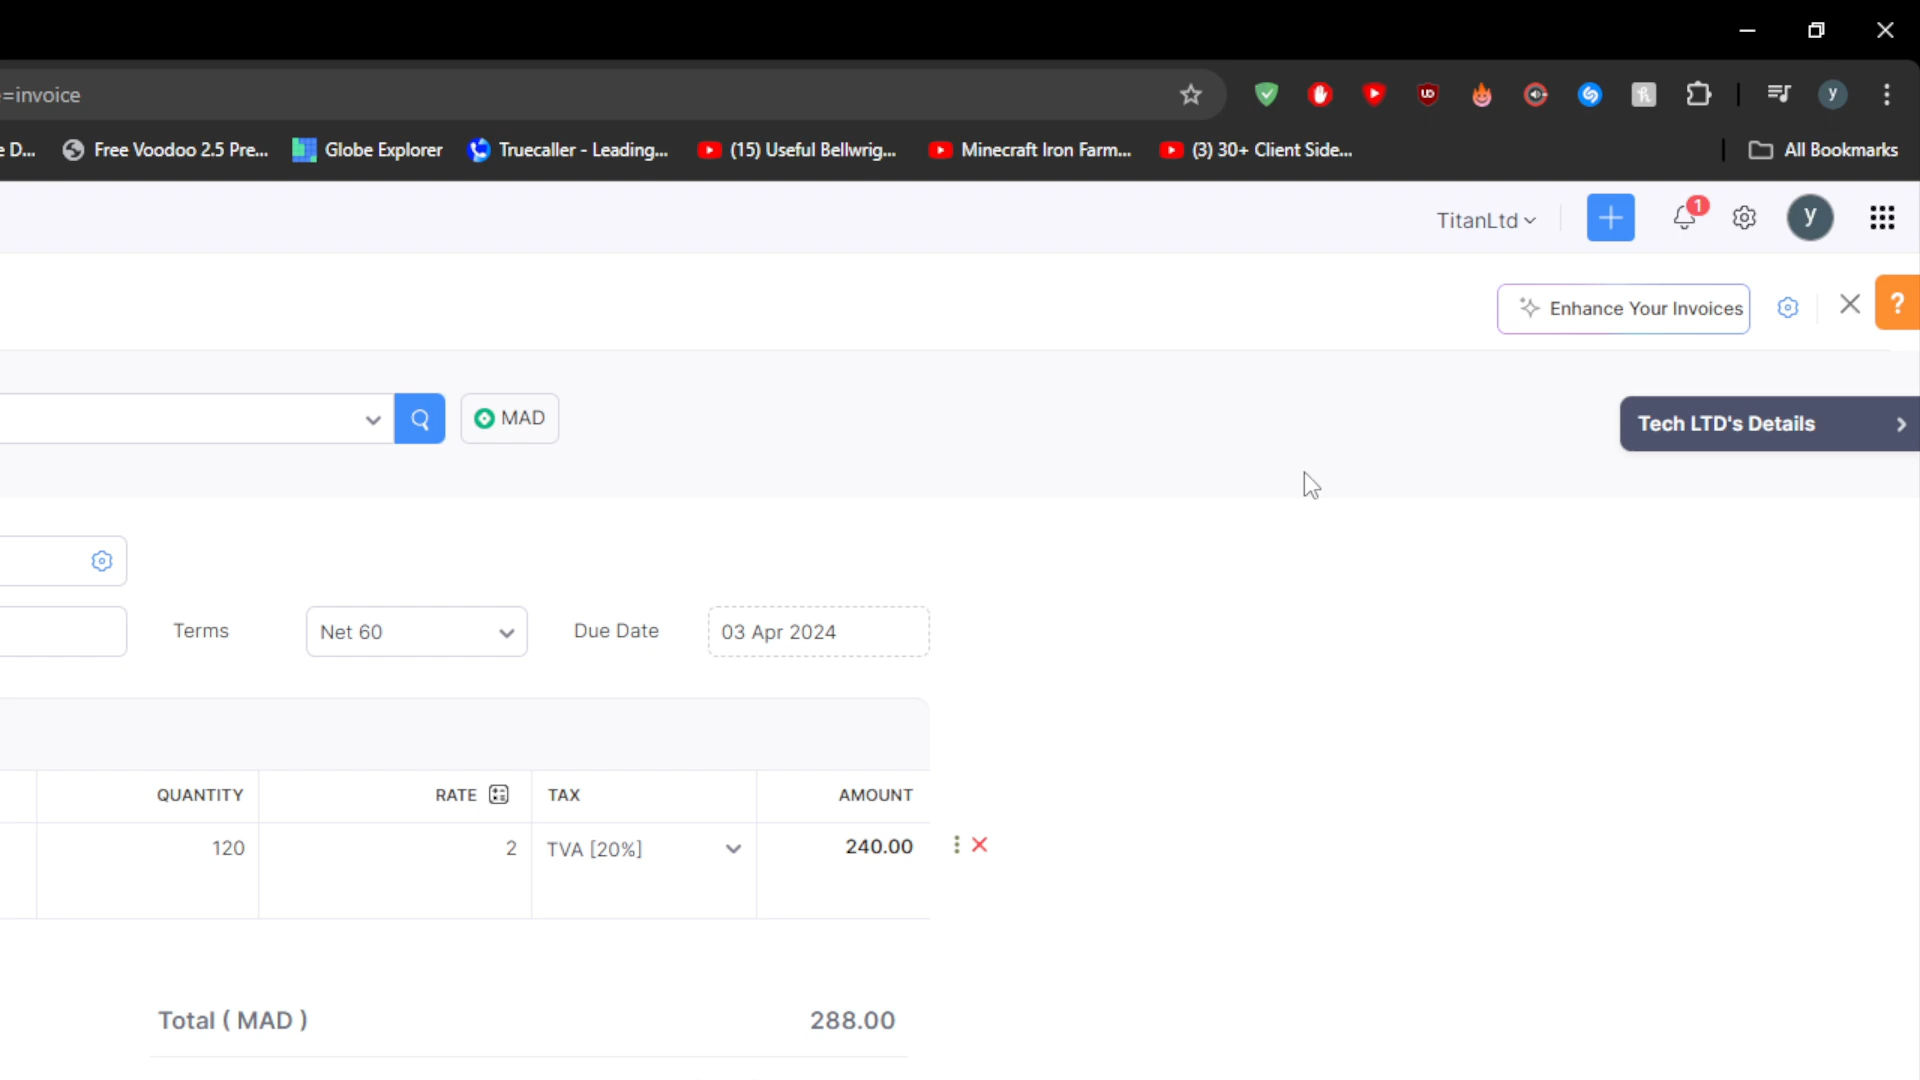 =invoice
e D...
Free Voodoo 2.5 Pre...
Globe Explorer
Truecaller - Leading...
(15) Useful Bellwrig...
Minecraft Iron Farm...
(3) 30+ Client Side...
All Bookmarks
TitanLtd
1
y
y
Enhance Your Invoices
?
MAD
Tech LTD's Details
Terms
Net 60
Due Date
03 Apr 2024
QUANTITY
RATE
TAX
AMOUNT
120
2
TVA [20%]
240.00
Total ( MAD )
288.00